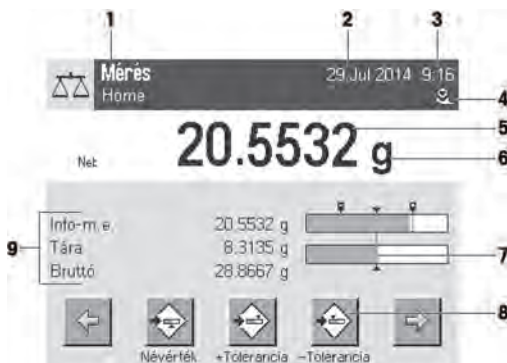 1 2 3
Mérés 29.Jul 2014 9:16
Home
4
5
20.5532 g 6
Net
Info-m.e. 20.5532 g
9 Tára 8.3135 g 7
Bruttó 28.8667 g
8
Névérték +Tolerancia -Tolerancia